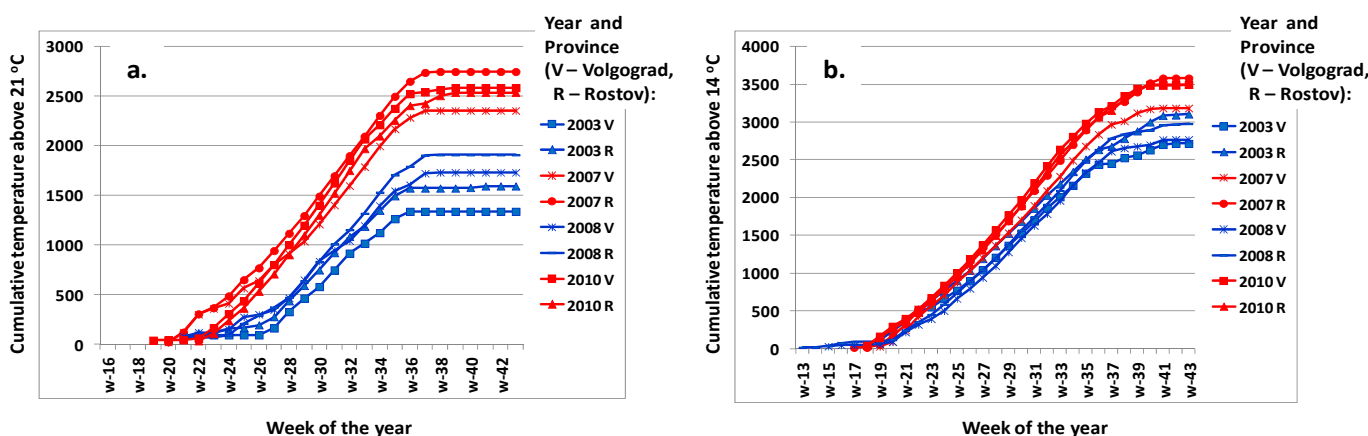 a.
Cumulative temperature above 21 °C
3000
2500
2000
1500
1000
500
0
w-16
w-18
w-20
w-22
w-24
w-26
w-28
w-30
w-32
w-34
w-36
w-38
w-40
w-42
Week of the year
Year and
Province
(V – Volgograd,
R – Rostov):
2003 V
2003 R
2007 V
2007 R
2008 V
2008 R
2010 V
2010 R
b.
Cumulative temperature above 14 °C
4000
3500
3000
2500
2000
1500
1000
500
0
w-13
w-15
w-17
w-19
w-21
w-23
w-25
w-27
w-29
w-31
w-33
w-35
w-37
w-39
w-41
w-43
Week of the year
Year and
Province
(V – Volgograd,
R – Rostov):
2003 V
2003 R
2007 V
2007 R
2008 V
2008 R
2010 V
2010 R